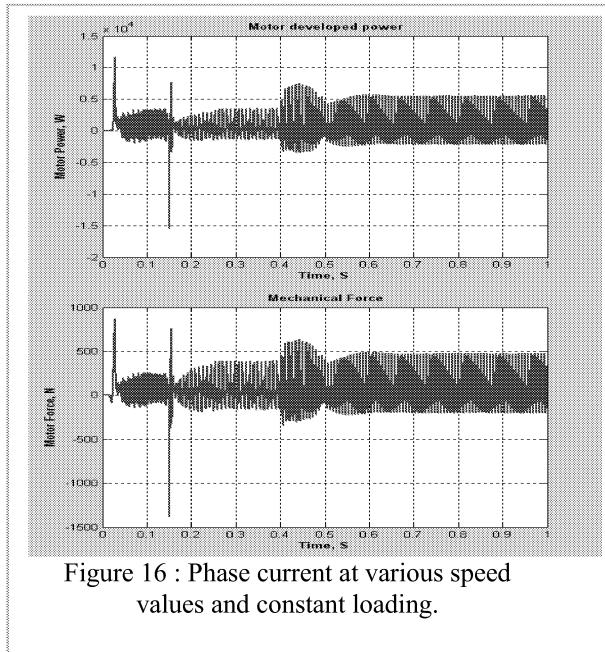 Motor developed power
× 10^4
1.5
1
0.5
0
-0.5
-1
-1.5
-2
Motor Power, W
0 0.1 0.2 0.3 0.4 0.5 0.6 0.7 0.8 0.9 1
Time, S
Mechanical Force
1000
500
0
-500
-1000
-1500
Motor Force, N
0 0.1 0.2 0.3 0.4 0.5 0.6 0.7 0.8 0.9 1
Time, S
Figure 16 : Phase current at various speed
values and constant loading.